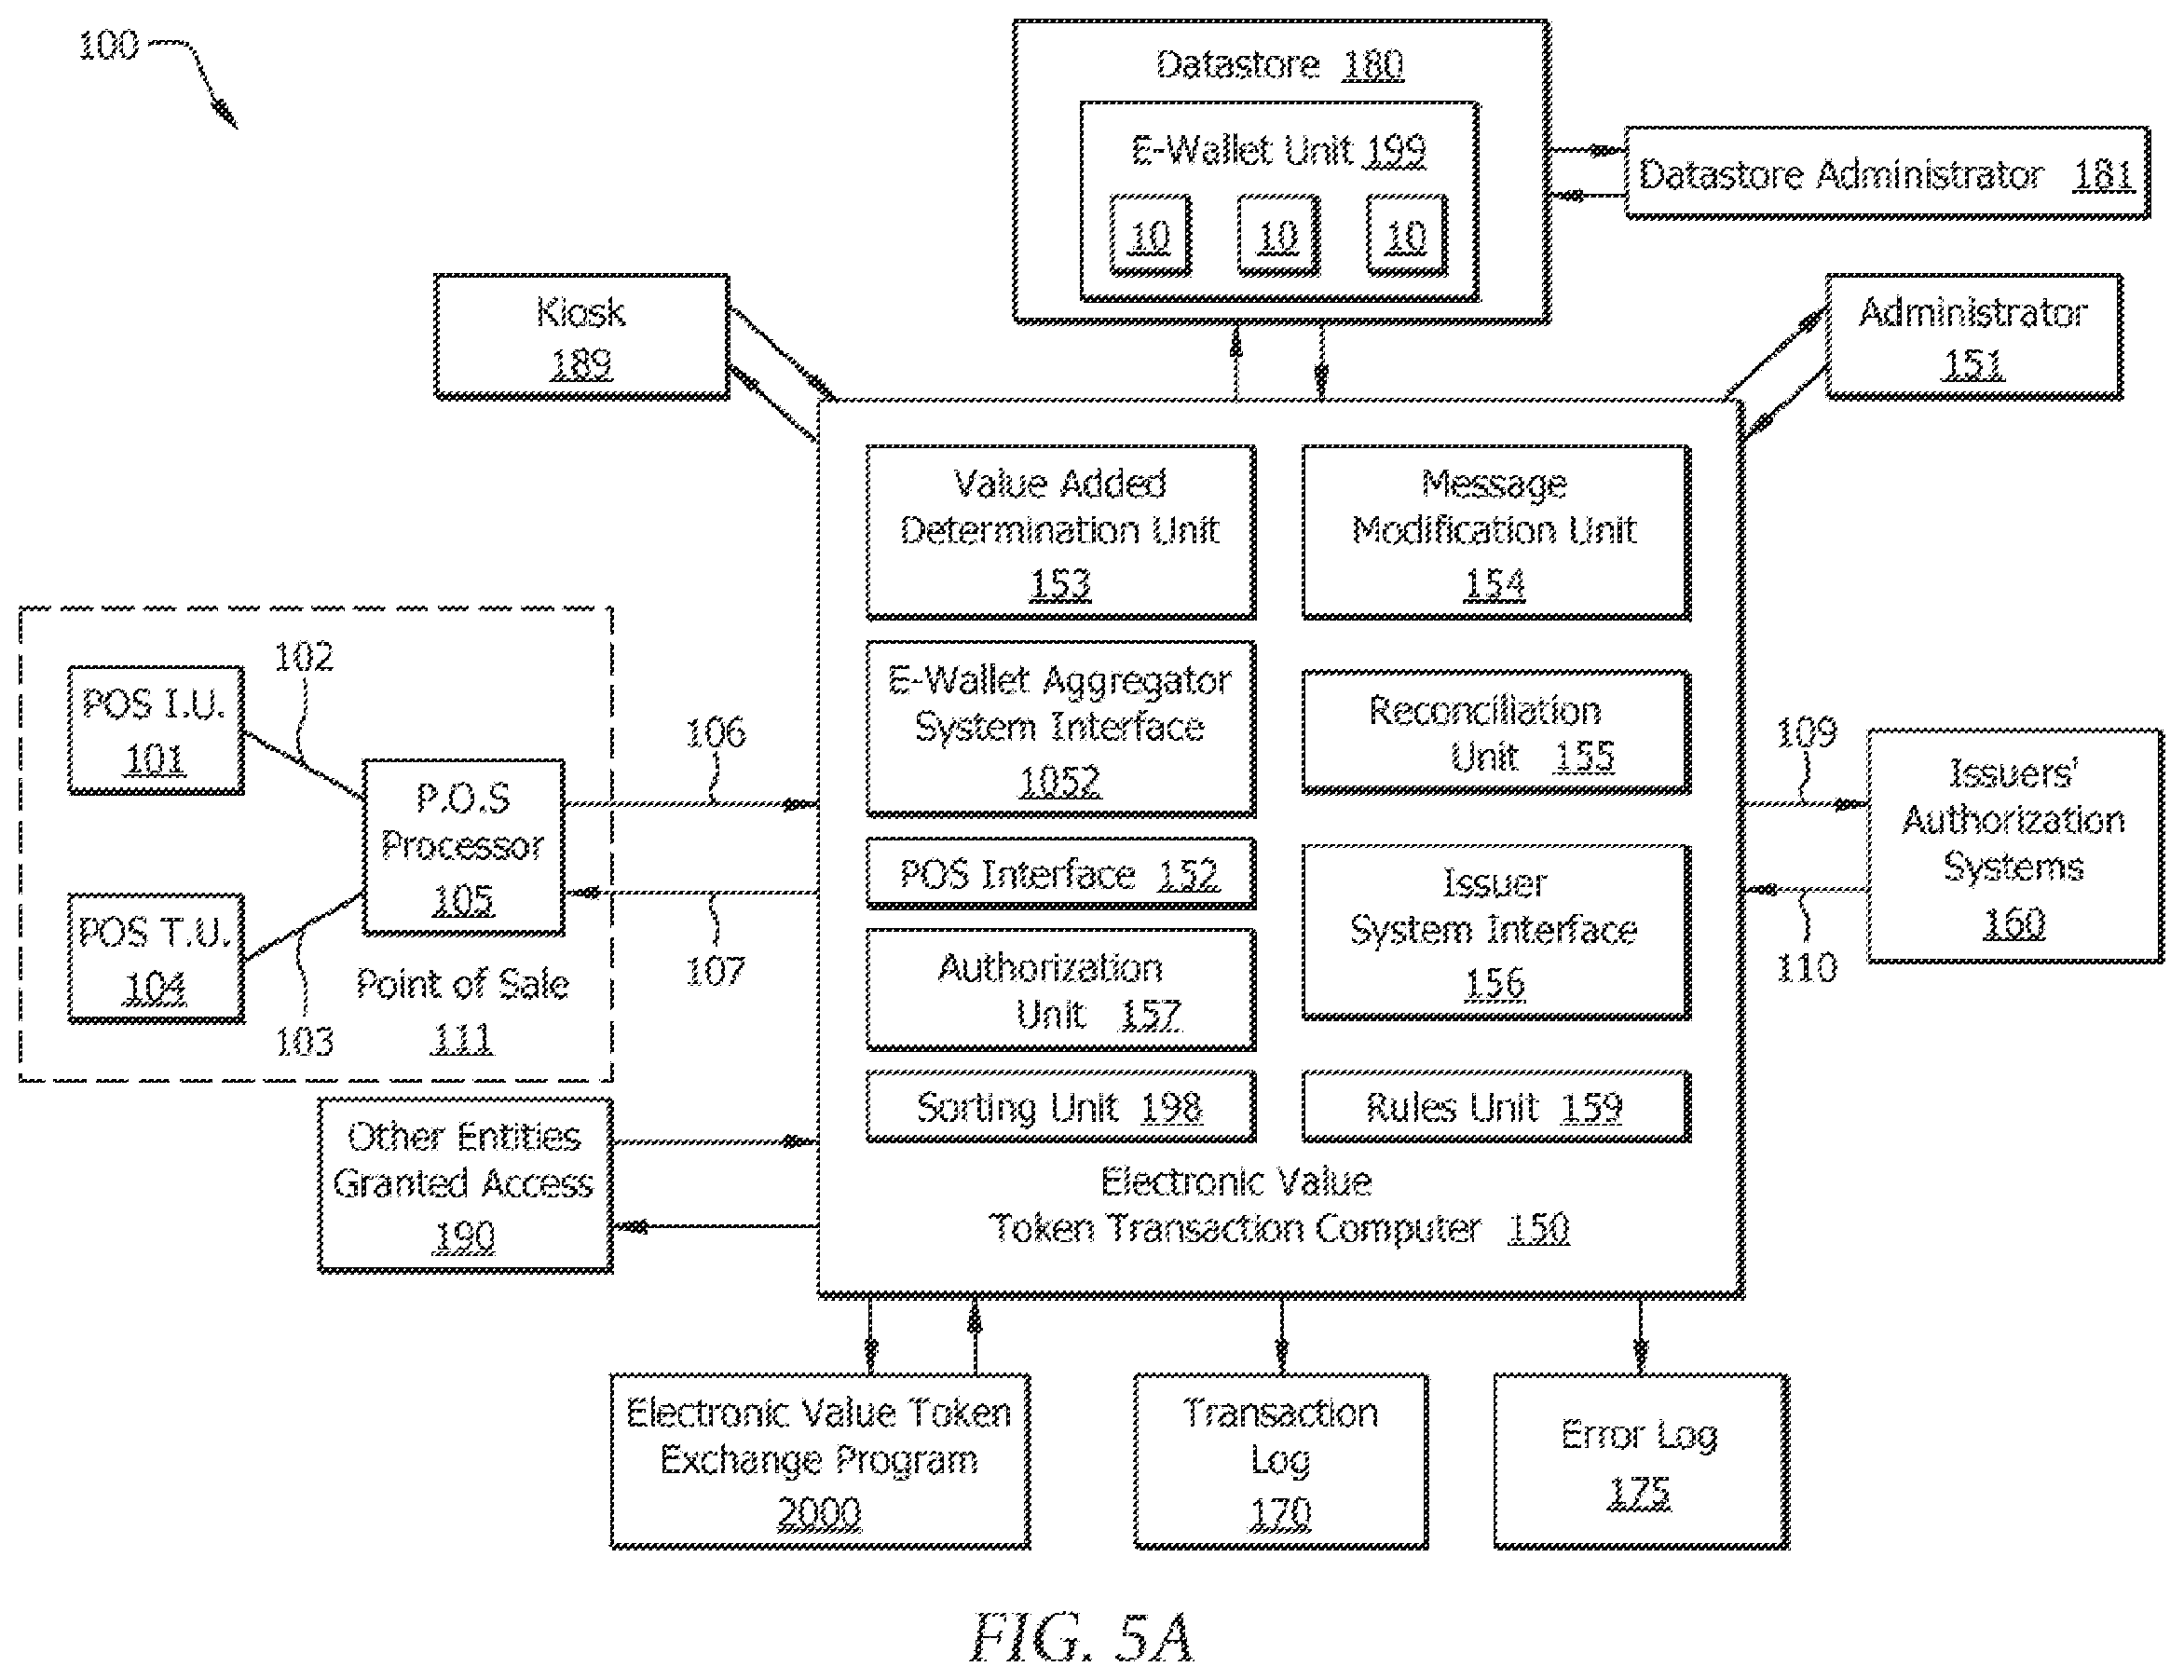 100
Datastore 180
E-Wallet Unit 199
10 10 10
Datastore Administrator 181
Kiosk
189
Administrator
151
Value Added
Determination Unit
153
Message
Modification Unit
154
E-Wallet Aggregator
System Interface
1052
Reconciliation
Unit 155
POS Interface 152
Issuer
System Interface
156
Authorization
Unit 157
Sorting Unit 198
Rules Unit 159
Electronic Value
Token Transaction Computer 150
POS I.U.
101
102
P.O.S
Processor
105
POS T.U.
104
103
Point of Sale
111
106
107
109
110
Issuers'
Authorization
Systems
160
Other Entities
Granted Access
190
Electronic Value Token
Exchange Program
2000
Transaction
Log
170
Error Log
175
FIG. 5A